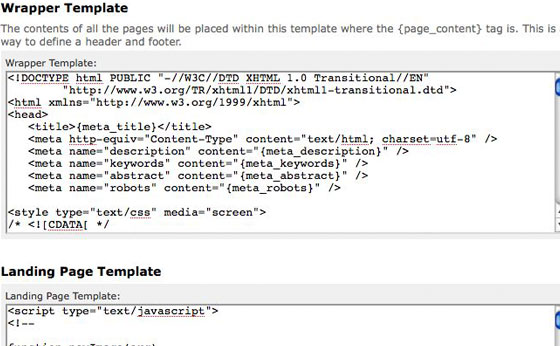 Wrapper Template
The contents of all the pages will be placed within this template where the {page_content} tag is. This is
way to define a header and footer.
Wrapper Template:
<!DOCTYPE html PUBLIC "-//W3C//DTD XHTML 1.0 Transitional//EN"
"http://www.w3.org/TR/xhtml1/DTD/xhtml1-transitional.dtd">
<html xmlns="http://www.w3.org/1999/xhtml">
<head>
<title>{meta_title}</title>
<meta http-equiv="Content-Type" content="text/html; charset=utf-8" />
<meta name="description" content="{meta_description}" />
<meta name="keywords" content="{meta_keywords}" />
<meta name="abstract" content="{meta_abstract}" />
<meta name="robots" content="{meta_robots}" />
<style type="text/css" media="screen">
/* <![CDATA[ */
Landing Page Template
Landing Page Template:
<script type="text/javascript">
<!--